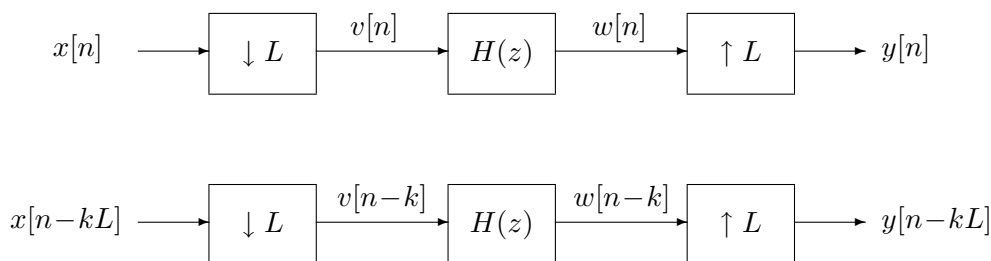 v[n] w[n]
x[n] ↓ L H(z) ↑ L y[n]
v[n−k] w[n−k]
x[n−kL] ↓ L H(z) ↑ L y[n−kL]